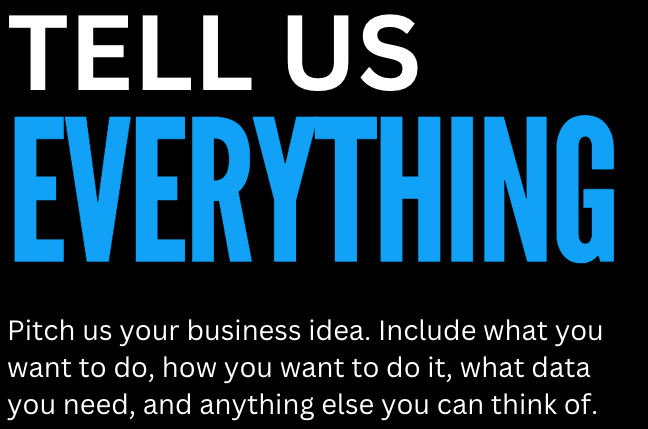 TELL US
EVERYTHING
Pitch us your business idea. Include what you
want to do, how you want to do it, what data
you need, and anything else you can think of.